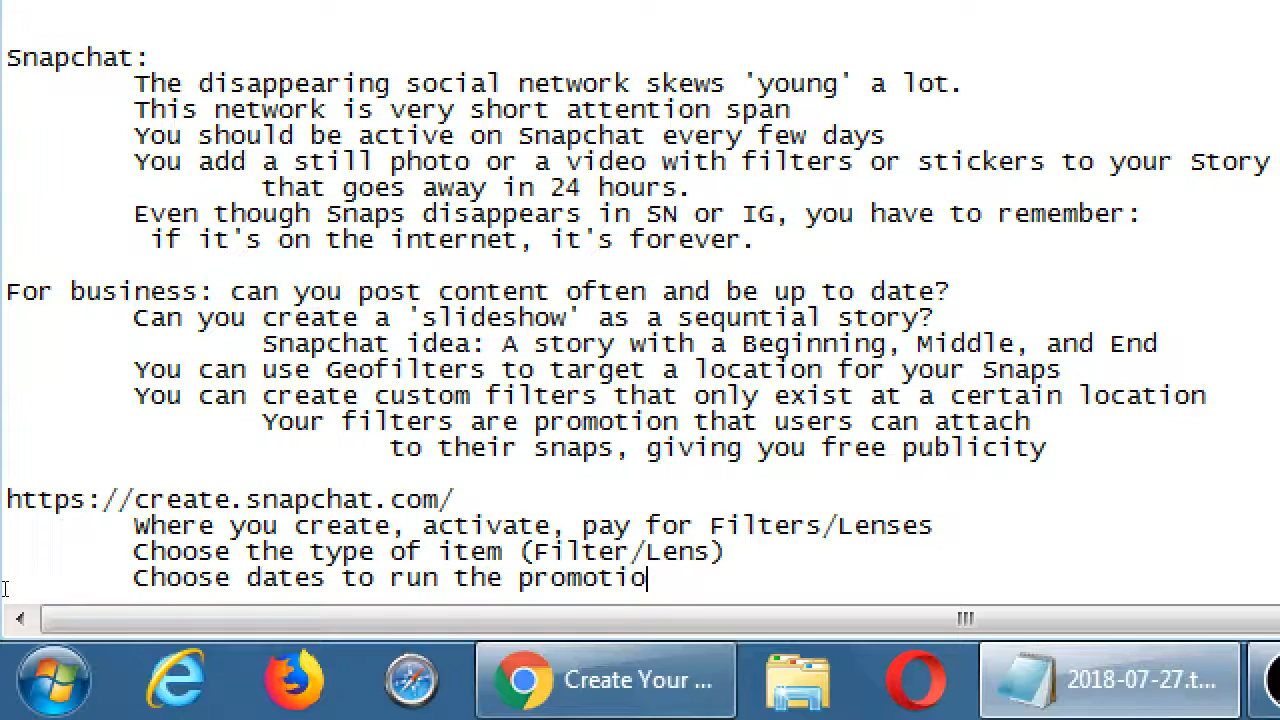 Snapchat:
The disappearing social network skews 'young' a lot.
This network is very short attention span
You should be active on Snapchat every few days
You add a still photo or a video with filters or stickers to your Story
that goes away in 24 hours.
Even though Snaps disappears in SN or IG, you have to remember:
if it's on the internet, it's forever.
For business: can you post content often and be up to date?
Can you create a 'slideshow' as a sequntial story?
Snapchat idea: A story with a Beginning, Middle, and End
You can use Geofilters to target a location for your Snaps
You can create custom filters that only exist at a certain location
Your filters are promotion that users can attach
to their snaps, giving you free publicity
https://create.snapchat.com/
Where you create, activate, pay for Filters/Lenses
Choose the type of item (Filter/Lens)
Choose dates to run the promotio
Create Your ... 2018-07-27.t...